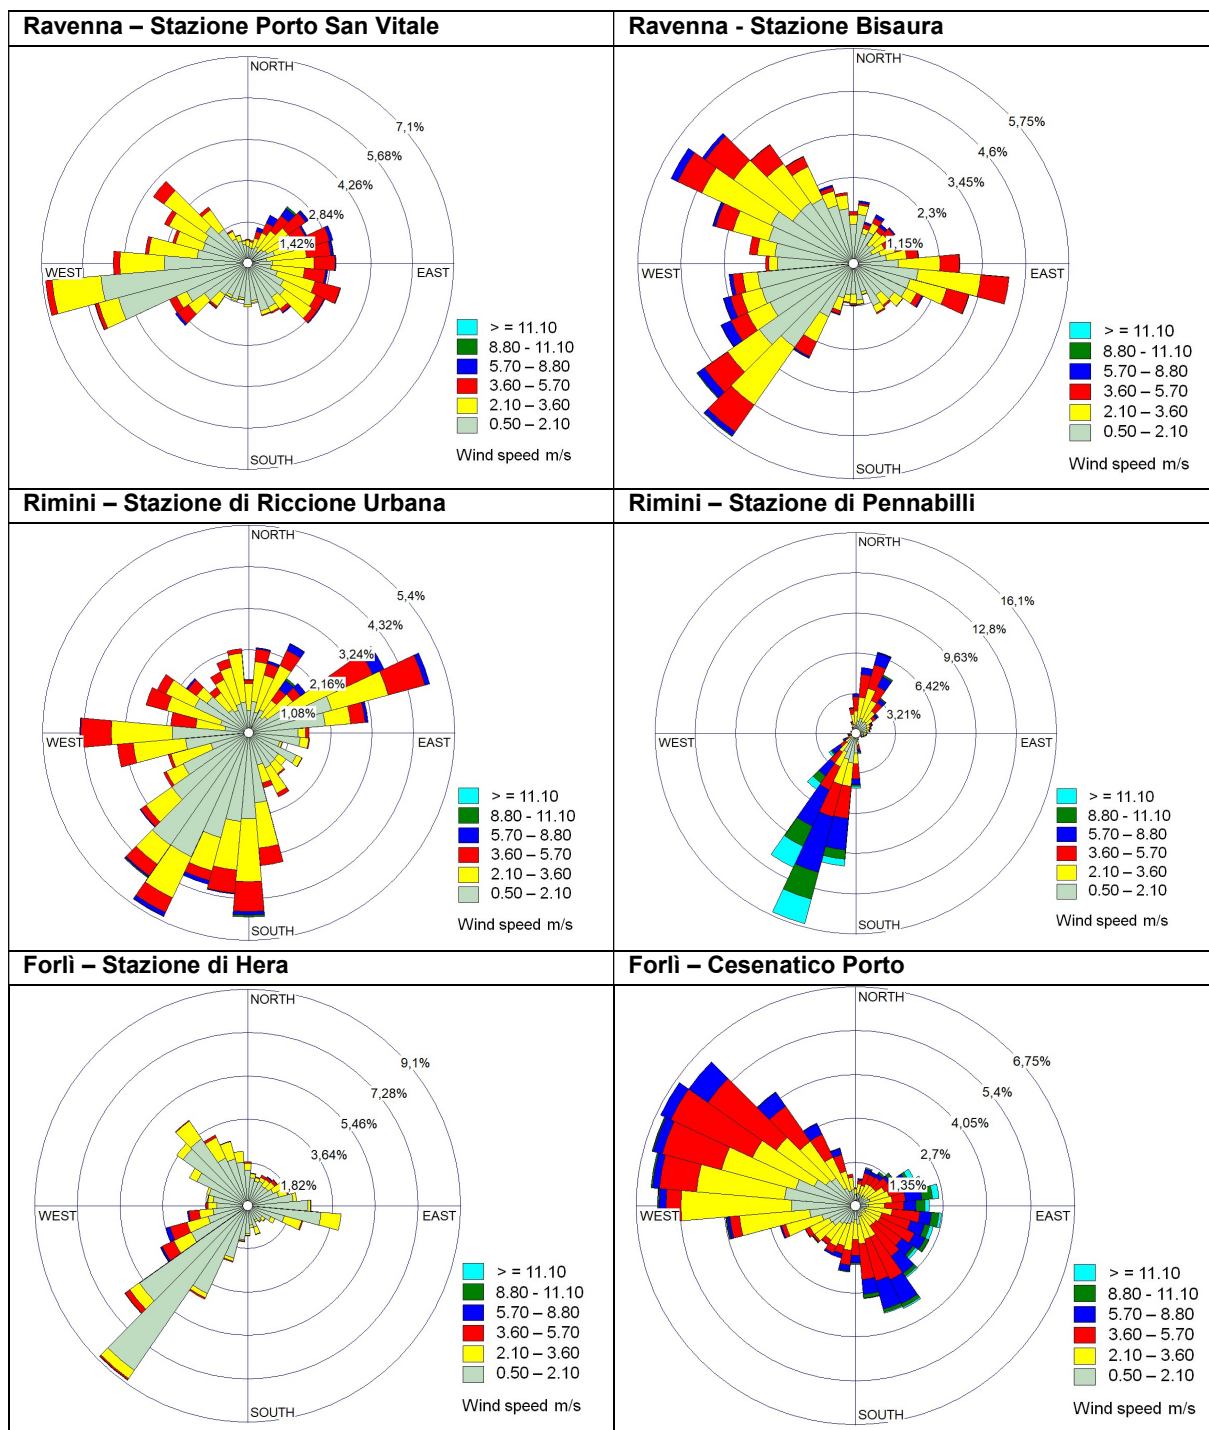 Ravenna – Stazione Porto San Vitale
NORTH
7,1%
5,68%
4,26%
2,84%
1,42%
WEST
EAST
SOUTH
> = 11.10
8.80 - 11.10
5.70 – 8.80
3.60 – 5.70
2.10 – 3.60
0.50 – 2.10
Wind speed m/s
Ravenna - Stazione Bisaura
NORTH
5,75%
4,6%
3,45%
2,3%
1,15%
WEST
EAST
SOUTH
> = 11.10
8.80 - 11.10
5.70 – 8.80
3.60 – 5.70
2.10 – 3.60
0.50 – 2.10
Wind speed m/s
Rimini – Stazione di Riccione Urbana
NORTH
5,4%
4,32%
3,24%
2,16%
1,08%
WEST
EAST
SOUTH
> = 11.10
8.80 - 11.10
5.70 – 8.80
3.60 – 5.70
2.10 – 3.60
0.50 – 2.10
Wind speed m/s
Rimini – Stazione di Pennabilli
NORTH
16,1%
12,8%
9,63%
6,42%
3,21%
WEST
EAST
SOUTH
> = 11.10
8.80 - 11.10
5.70 – 8.80
3.60 – 5.70
2.10 – 3.60
0.50 – 2.10
Wind speed m/s
Forlì – Stazione di Hera
NORTH
9,1%
7,28%
5,46%
3,64%
1,82%
WEST
EAST
SOUTH
> = 11.10
8.80 - 11.10
5.70 – 8.80
3.60 – 5.70
2.10 – 3.60
0.50 – 2.10
Wind speed m/s
Forlì – Cesenatico Porto
NORTH
6,75%
5,4%
4,05%
2,7%
1,35%
WEST
EAST
SOUTH
> = 11.10
8.80 - 11.10
5.70 – 8.80
3.60 – 5.70
2.10 – 3.60
0.50 – 2.10
Wind speed m/s